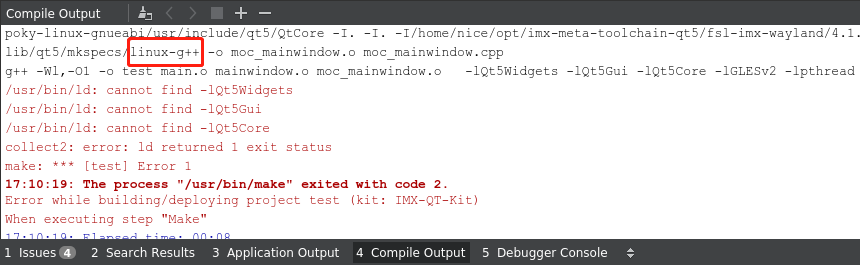 Compile Output
poky-linux-gnueabi/usr/include/qt5/QtCore -I. -I. -I/home/nice/opt/imx-meta-toolchain-qt5/fsl-imx-wayland/4.1.
lib/qt5/mkspecs/linux-g++ -o moc_mainwindow.o moc_mainwindow.cpp
g++ -Wl,-O1 -o test main.o mainwindow.o moc_mainwindow.o -lQt5Widgets -lQt5Gui -lQt5Core -lGLESv2 -lpthread
/usr/bin/ld: cannot find -lQt5Widgets
/usr/bin/ld: cannot find -lQt5Gui
/usr/bin/ld: cannot find -lQt5Core
collect2: error: ld returned 1 exit status
make: *** [test] Error 1
17:10:19: The process "/usr/bin/make" exited with code 2.
Error while building/deploying project test (kit: IMX-QT-Kit)
When executing step "Make"
17:10:19: Elapsed time: 00:08.
1 Issues 4 2 Search Results 3 Application Output 4 Compile Output 5 Debugger Console